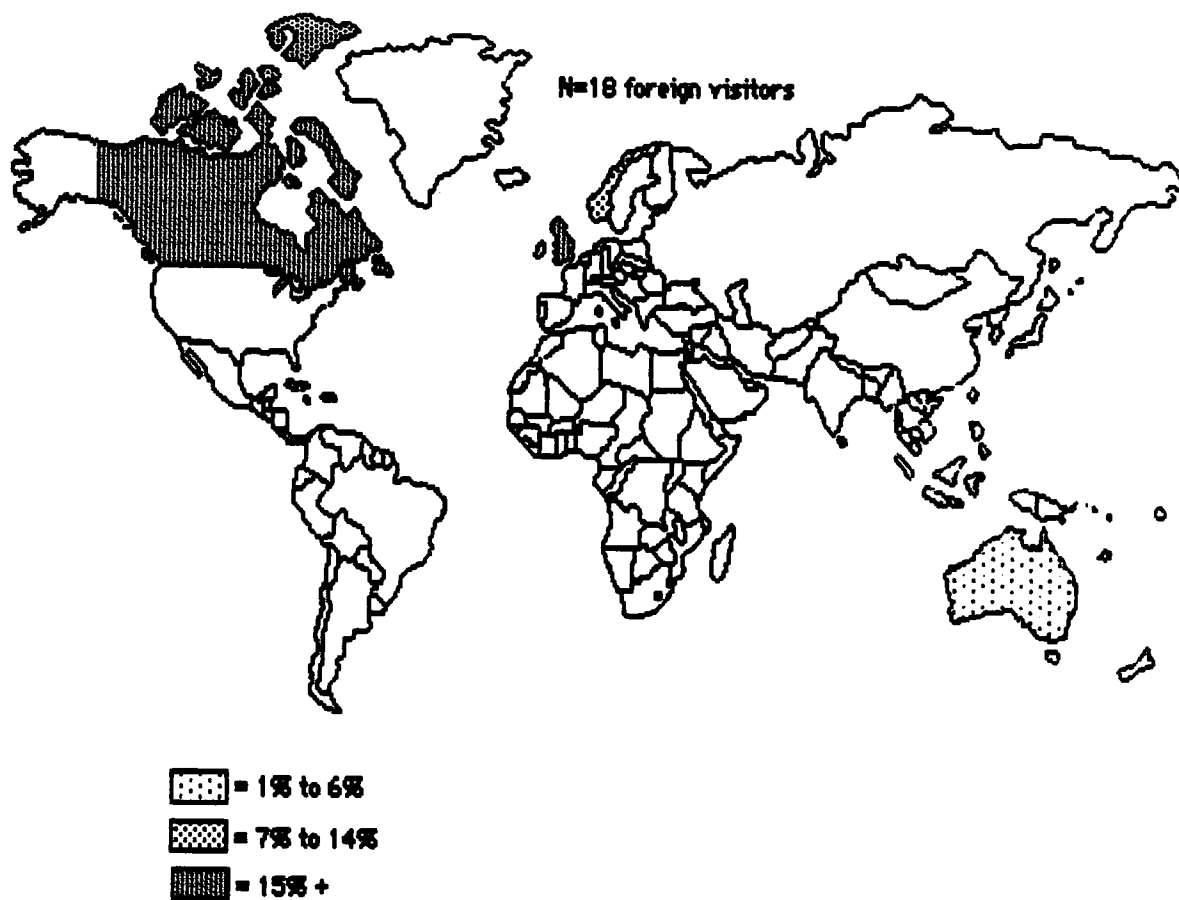 N=18 foreign visitors
= 1% to 6%
= 7% to 14%
= 15% +